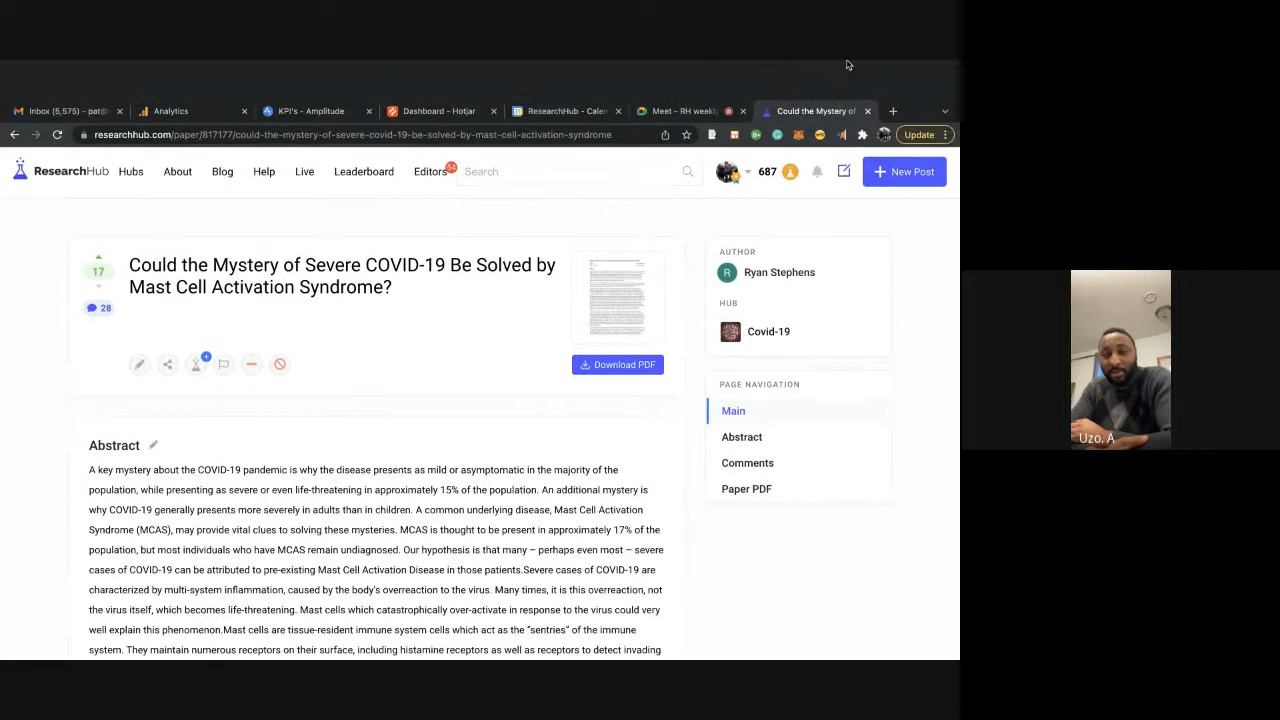 Inbox (5,575) - pat@
Analytics
KPI's - Amplitude
Dashboard - Hotjar
ResearchHub - Caler
Meet - RH weekly
Could the Mystery of
researchhub.com/paper/817177/could-the-mystery-of-severe-covid-19-be-solved-by-mast-cell-activation-syndrome
Update
ResearchHub
Hubs
About
Blog
Help
Live
Leaderboard
Editors
54
Search
687
+ New Post
17
28
Could the Mystery of Severe COVID-19 Be Solved by
Mast Cell Activation Syndrome?
Download PDF
AUTHOR
R
Ryan Stephens
HUB
Covid-19
PAGE NAVIGATION
Main
Abstract
Comments
Paper PDF
Abstract
A key mystery about the COVID-19 pandemic is why the disease presents as mild or asymptomatic in the majority of the
population, while presenting as severe or even life-threatening in approximately 15% of the population. An additional mystery is
why COVID-19 generally presents more severely in adults than in children. A common underlying disease, Mast Cell Activation
Syndrome (MCAS), may provide vital clues to solving these mysteries. MCAS is thought to be present in approximately 17% of the
population, but most individuals who have MCAS remain undiagnosed. Our hypothesis is that many – perhaps even most – severe
cases of COVID-19 can be attributed to pre-existing Mast Cell Activation Disease in those patients.Severe cases of COVID-19 are
characterized by multi-system inflammation, caused by the body's overreaction to the virus. Many times, it is this overreaction, not
the virus itself, which becomes life-threatening. Mast cells which catastrophically over-activate in response to the virus could very
well explain this phenomenon.Mast cells are tissue-resident immune system cells which act as the “sentries” of the immune
system. They maintain numerous receptors on their surface, including histamine receptors as well as receptors to detect invading
Uzo. A